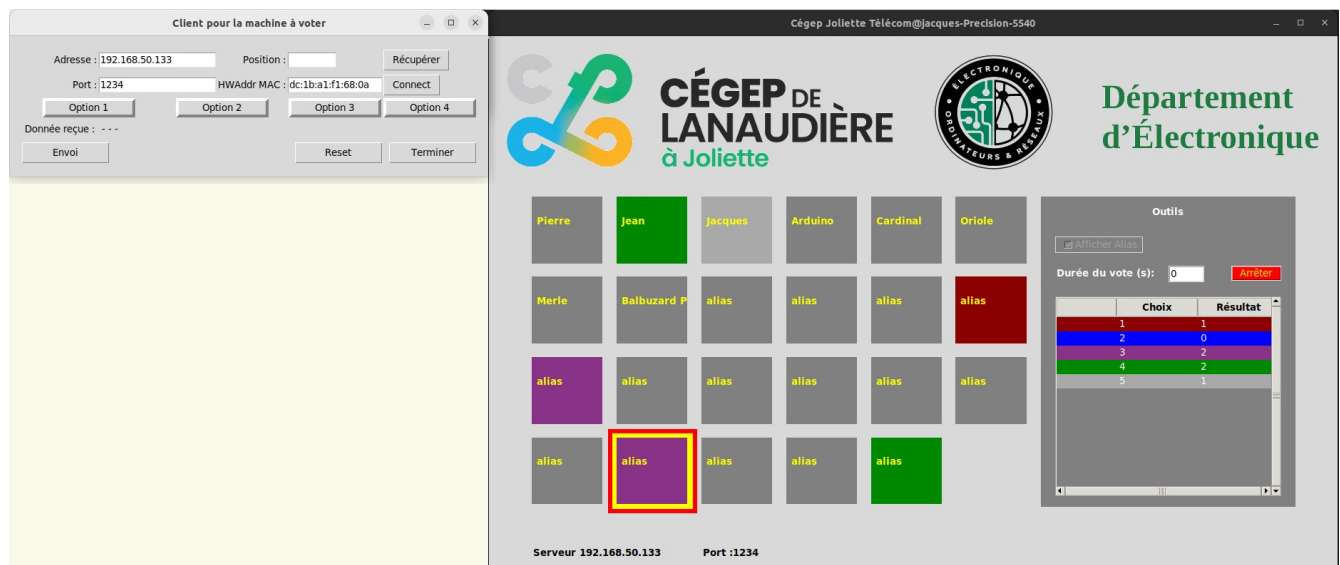 Client pour la machine à voter
Adresse : 192.168.50.133 Position : Récupérer
Port : 1234 HWAddr MAC : dc:1b:a1:f1:68:0a Connect
Option 1 Option 2 Option 3 Option 4
Donnée reçue : - - -
Envoi Reset Terminer
Cégep Joliette Télécom@Jacques-Precision-5540
CÉGEP DE
LANAUDIÈRE
à Joliette
ÉLECTRONIQUE
ORDINATEURS & RÉSEAUX
Département
d'Électronique
Pierre Jean Jacques Arduino Cardinal Oriole
Merle Balbuzard P alias alias alias alias
alias alias alias alias alias alias
alias alias alias alias alias
Outils
Afficher Alias
Durée du vote (s): 0 Arrêter
Choix Résultat
1 1
2 0
3 2
4 2
5 1
Serveur 192.168.50.133 Port :1234